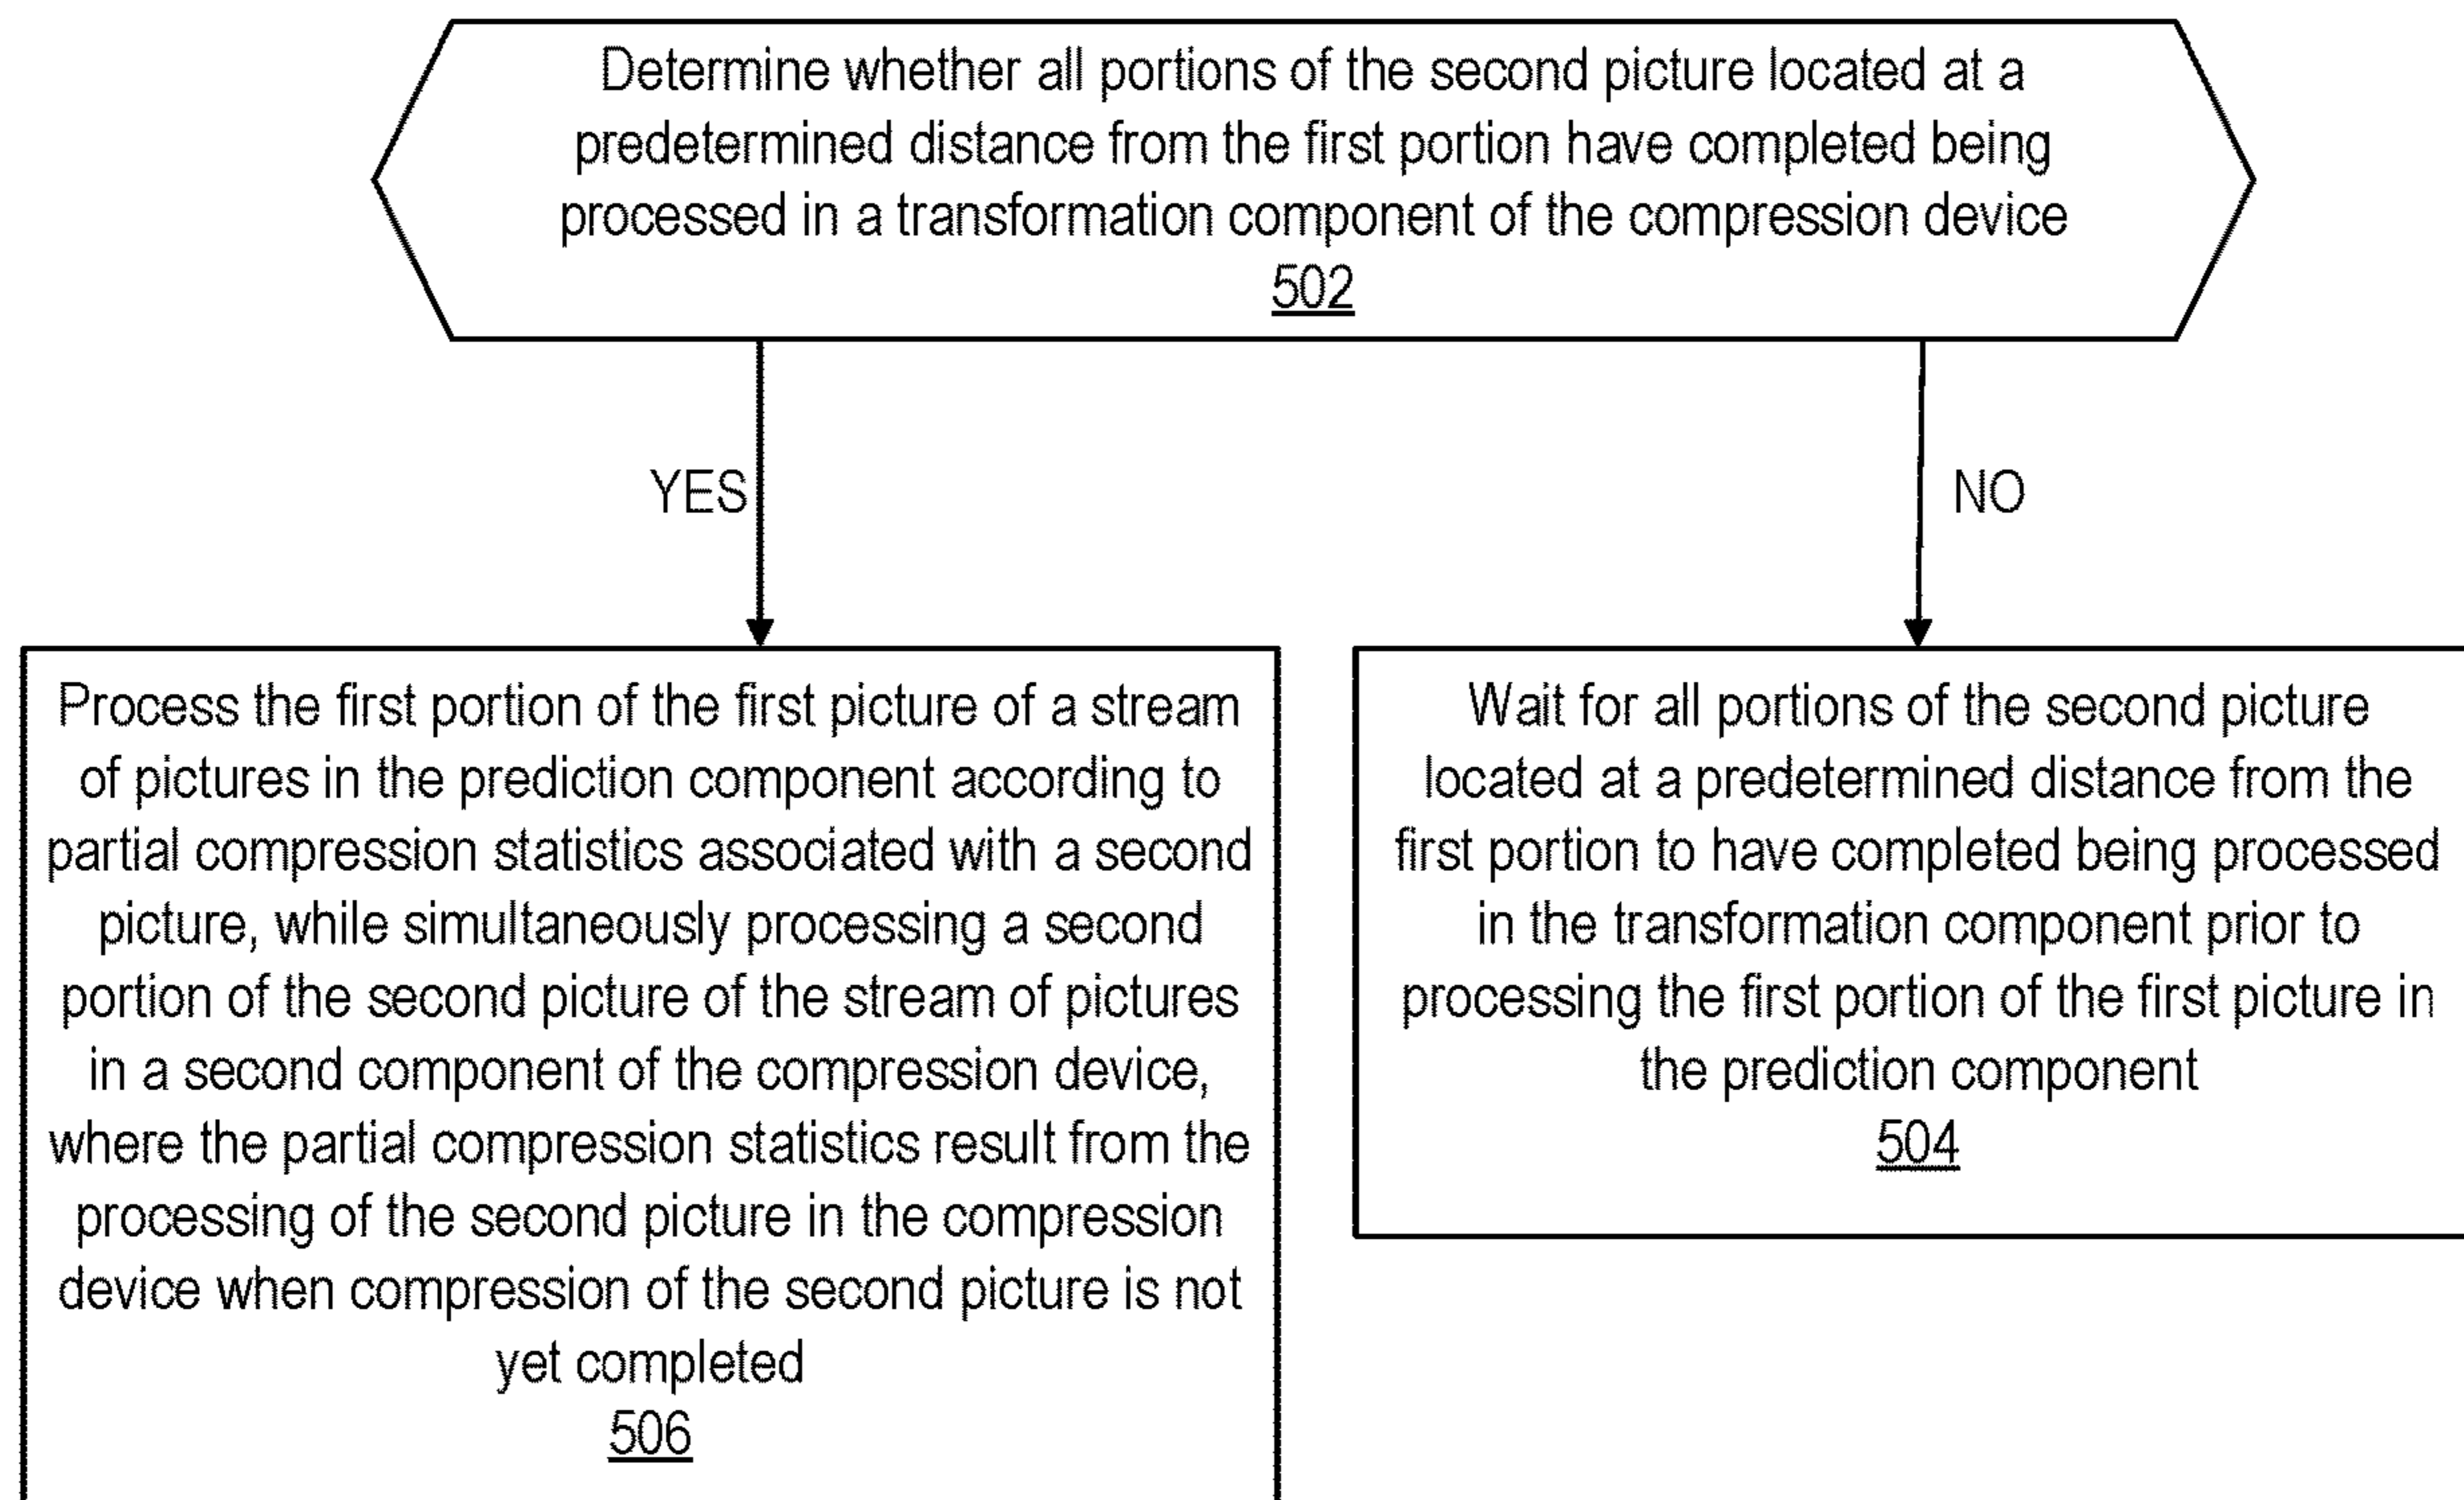 Determine whether all portions of the second picture located at a
predetermined distance from the first portion have completed being
processed in a transformation component of the compression device
502
YES
NO
Process the first portion of the first picture of a stream
of pictures in the prediction component according to
partial compression statistics associated with a second
picture, while simultaneously processing a second
portion of the second picture of the stream of pictures
in a second component of the compression device,
where the partial compression statistics result from the
processing of the second picture in the compression
device when compression of the second picture is not
yet completed
506
Wait for all portions of the second picture
located at a predetermined distance from the
first portion to have completed being processed
in the transformation component prior to
processing the first portion of the first picture in
the prediction component
504